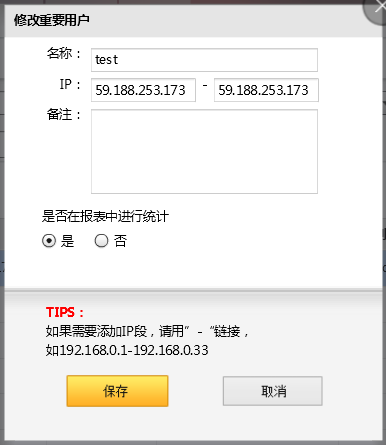 修改重要用户
名称：
test
IP：
59.188.253.173 - 59.188.253.173
备注：
是否在报表中进行统计
是 否
TIPS：
如果需要添加IP段，请用”-“链接，
如192.168.0.1-192.168.0.33
保存 取消